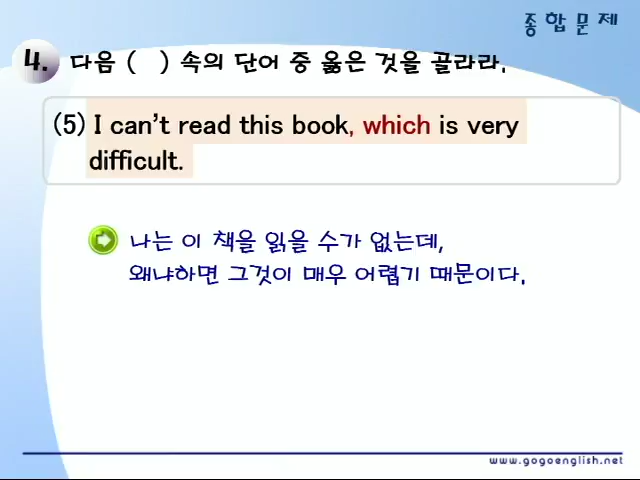 종합문제
4. 다음 (   ) 속의 단어 중 옳은 것을 골라라.
(5) I can't read this book, which is very
difficult.
나는 이 책을 읽을 수가 없는데,
왜냐하면 그것이 매우 어렵기 때문이다.
www.gogoenglish.net